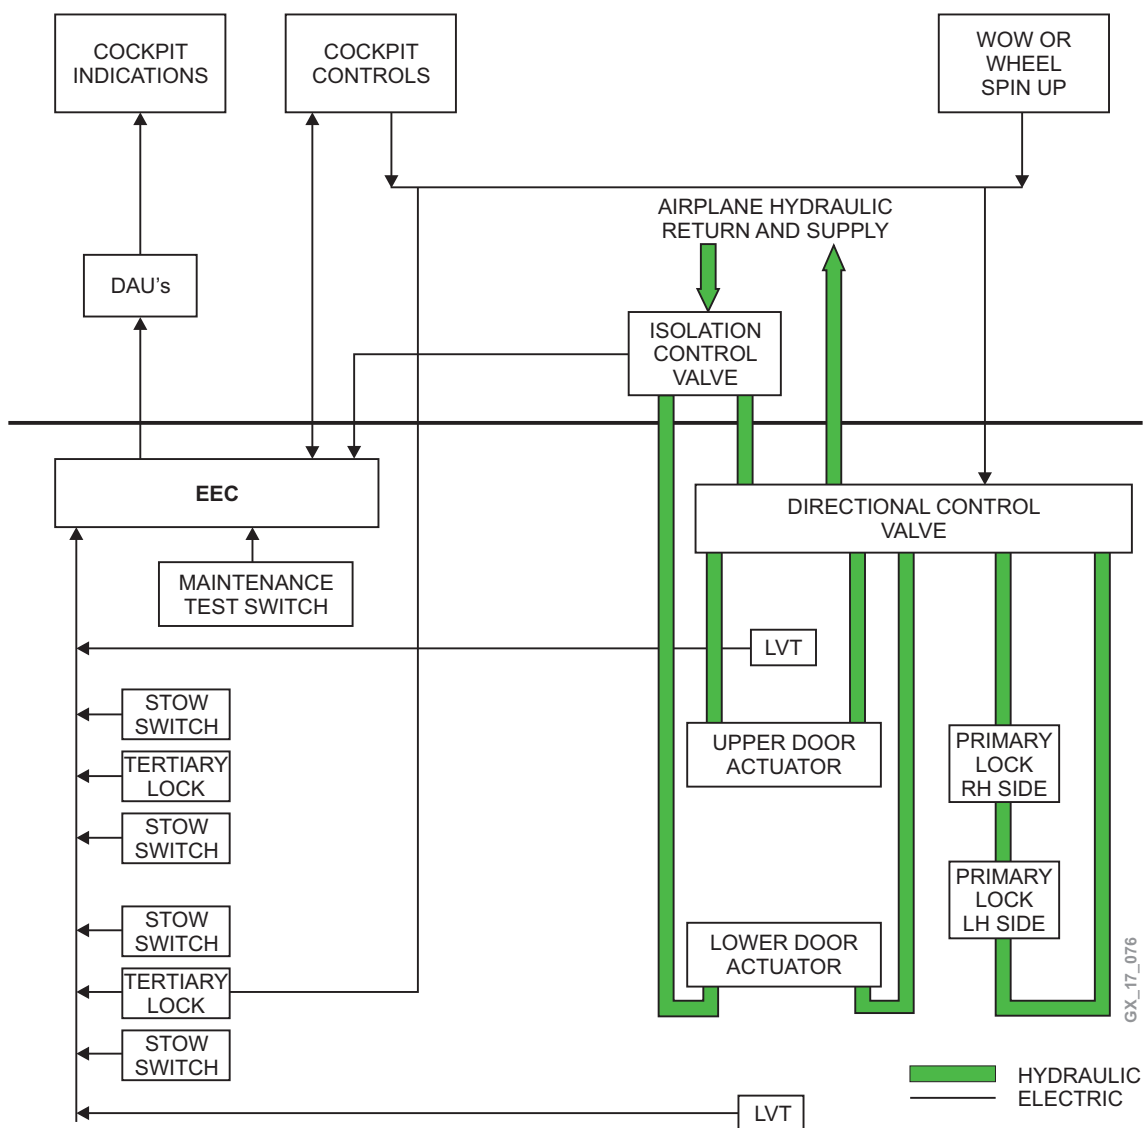 COCKPIT
INDICATIONS
COCKPIT
CONTROLS
WOW OR
WHEEL
SPIN UP
AIRPLANE HYDRAULIC
RETURN AND SUPPLY
DAU's
ISOLATION
CONTROL
VALVE
EEC
DIRECTIONAL CONTROL
VALVE
MAINTENANCE
TEST SWITCH
LVT
STOW
SWITCH
TERTIARY
LOCK
STOW
SWITCH
UPPER DOOR
ACTUATOR
PRIMARY
LOCK
RH SIDE
PRIMARY
LOCK
LH SIDE
STOW
SWITCH
LOWER DOOR
ACTUATOR
TERTIARY
LOCK
STOW
SWITCH
LVT
GX_17_076
HYDRAULIC
ELECTRIC